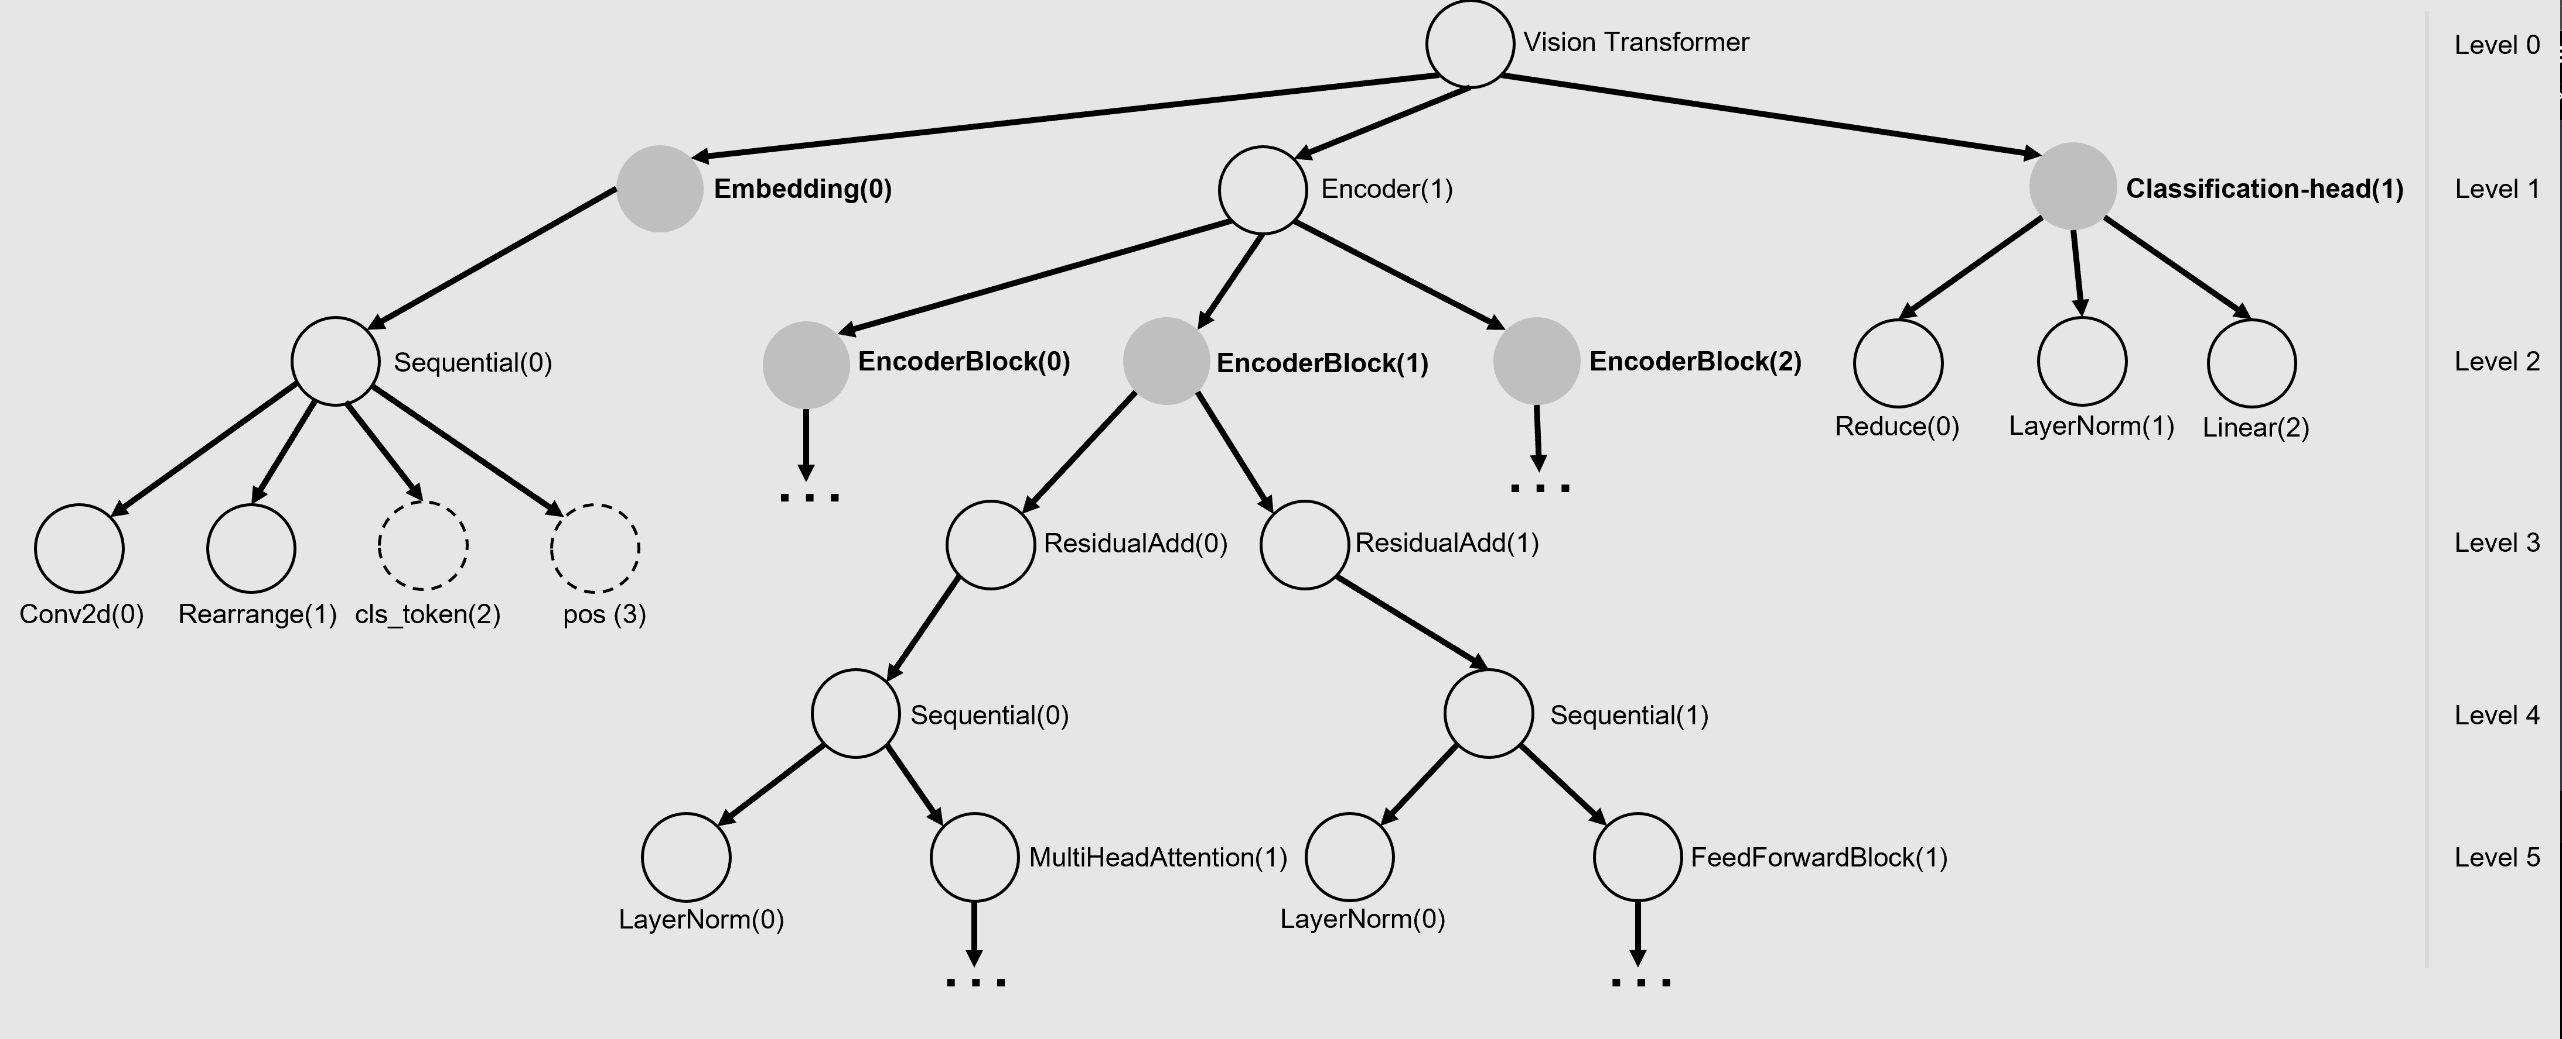 Vision Transformer
Level 0
Embedding(0)
Encoder(1)
Classification-head(1)
Level 1
Sequential(0)
EncoderBlock(0)
EncoderBlock(1)
EncoderBlock(2)
Level 2
Reduce(0)
LayerNorm(1)
Linear(2)
. . .
. . .
ResidualAdd(0)
ResidualAdd(1)
Level 3
Conv2d(0)
Rearrange(1)
cls_token(2)
pos (3)
Sequential(0)
Sequential(1)
Level 4
MultiHeadAttention(1)
FeedForwardBlock(1)
Level 5
LayerNorm(0)
LayerNorm(0)
. . .
. . .